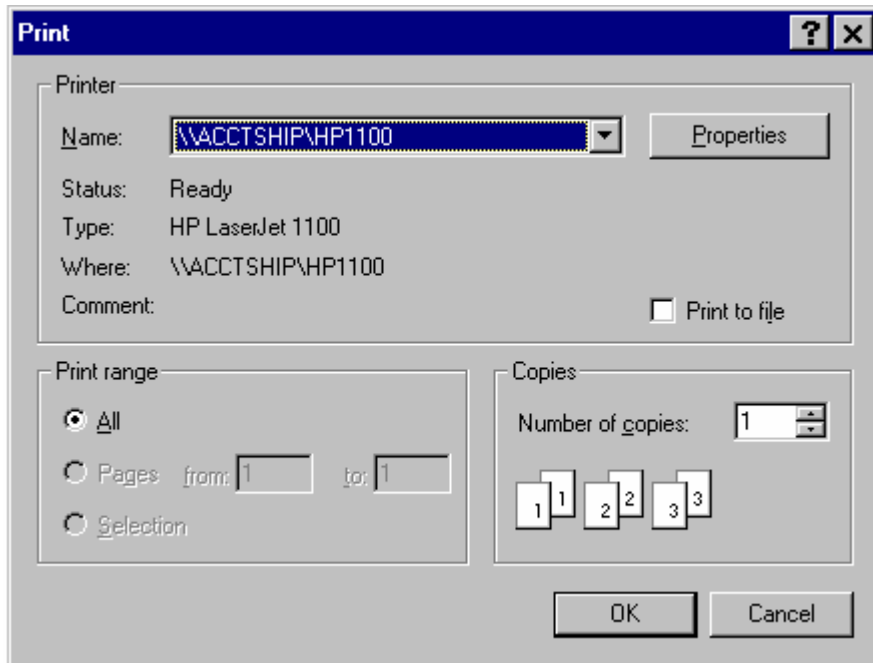 Print
Printer
Name: \\ACCTSHIP\HP1100 Properties
Status: Ready
Type: HP LaserJet 1100
Where: \\ACCTSHIP\HP1100
Comment: Print to file
Print range
All
Pages from: 1 to: 1
Selection
Copies
Number of copies: 1
1 1 2 2 3 3
OK Cancel